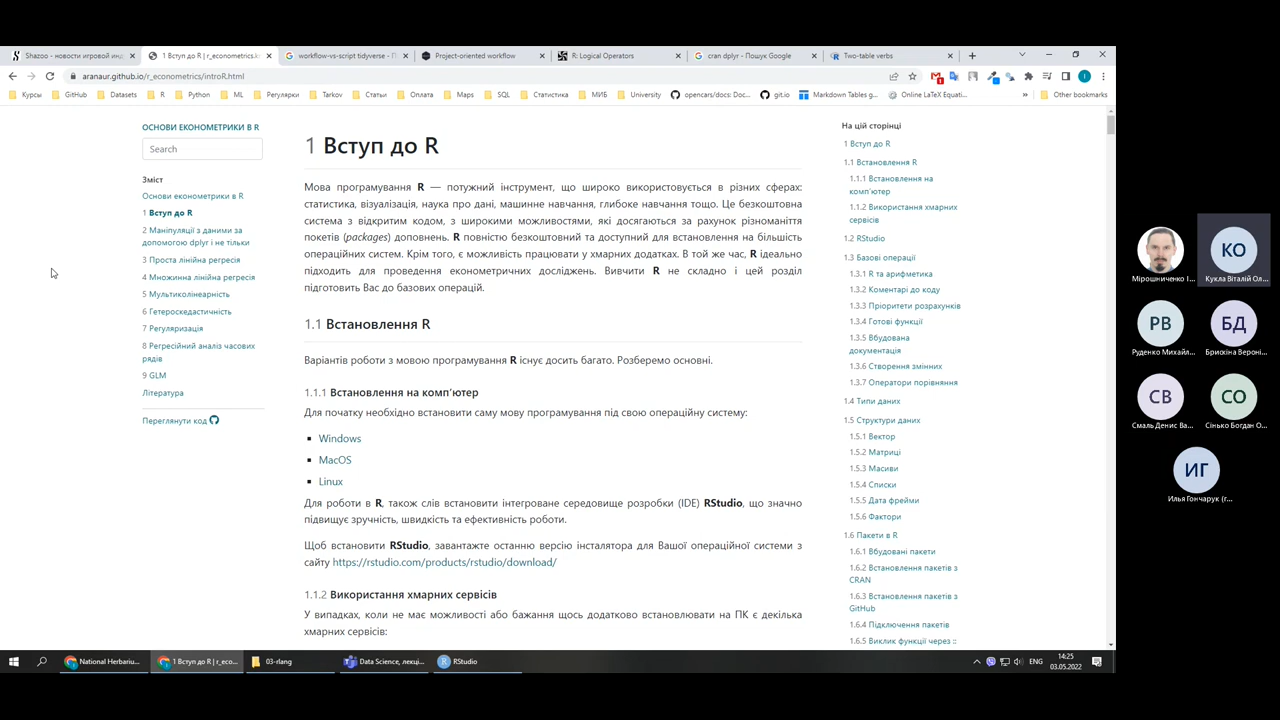 Shazoo - новости игровой инд
1 Вступ до R | r_econometrics.kn
workflow-vs-script tidyverse - П
Project-oriented workflow
R: Logical Operators
cran dplyr - Пошук Google
Two-table verbs
aranaur.github.io/r_econometrics/introR.html
Курсы
GitHub
Datasets
R
Python
ML
Регулярки
Tarkov
Статьи
Оплата
Maps
SQL
Статистика
МИБ
University
opencars/docs: Doc...
git.io
Markdown Tables g...
Online LaTeX Equati...
»
Other bookmarks
ОСНОВИ ЕКОНОМЕТРИКИ В R
Search
Зміст
Основи економетрики в R
1 Вступ до R
2 Маніпуляції з даними за
допомогою dplyr і не тільки
3 Проста лінійна регресія
4 Множинна лінійна регресія
5 Мультиколінеарність
6 Гетероскедастичність
7 Регуляризація
8 Регресійний аналіз часових
рядів
9 GLM
Література
Переглянути код
1 Вступ до R
Мова програмування R — потужний інструмент, що широко використовується в різних сферах:
статистика, візуалізація, наука про дані, машинне навчання, глибоке навчання тощо. Це безкоштовна
система з відкритим кодом, з широкими можливостями, які досягаються за рахунок різноманіття
покетів (packages) доповнень. R повністю безкоштовний та доступний для встановлення на більшість
операційних систем. Крім того, є можливість працювати у хмарних додатках. В той же час, R ідеально
підходить для проведення економетричних досліджень. Вивчити R не складно і цей розділ
підготовить Вас до базових операцій.
1.1 Встановлення R
Варіантів роботи з мовою програмування R існує досить багато. Розберемо основні.
1.1.1 Встановлення на комп'ютер
Для початку необхідно встановити саму мову програмування під свою операційну систему:
Windows
MacOS
Linux
Для роботи в R, також слів встановити інтегроване середовище розробки (IDE) RStudio, що значно
підвищує зручність, швидкість та ефективність роботи.
Щоб встановити RStudio, завантажте останню версію інсталятора для Вашої операційної системи з
сайту https://rstudio.com/products/rstudio/download/
1.1.2 Використання хмарних сервісів
У випадках, коли не має можливості або бажання щось додатково встановлювати на ПК є декілька
хмарних сервісів:
На цій сторінці
1 Вступ до R
1.1 Встановлення R
1.1.1 Встановлення на
комп'ютер
1.1.2 Використання хмарних
сервісів
1.2 RStudio
1.3 Базові операції
1.3.1 R та арифметика
1.3.2 Коментарі до коду
1.3.3 Пріоритети розрахунків
1.3.4 Готові функції
1.3.5 Вбудована
документація
1.3.6 Створення змінних
1.3.7 Оператори порівняння
1.4 Типи даних
1.5 Структури даних
1.5.1 Вектор
1.5.2 Матриці
1.5.3 Масиви
1.5.4 Списки
1.5.5 Дата фрейми
1.5.6 Фактори
1.6 Пакети в R
1.6.1 Вбудовані пакети
1.6.2 Встановлення пакетів з
CRAN
1.6.3 Встановлення пакетів з
GitHub
1.6.4 Підключення пакетів
1.6.5 Виклик функції через ::
Мірошниченко І...
КО
Кукла Віталій Ол...
РВ
Руденко Михайл...
БД
Брискіна Вероні...
СВ
Смаль Денис Ва...
СО
Сінько Богдан О...
ИГ
Илья Гончарук (г...
National Herbariu...
1 Вступ до R | r_eco...
03-rlang
Data Science, лекці...
RStudio
ENG
14:25
03.05.2022